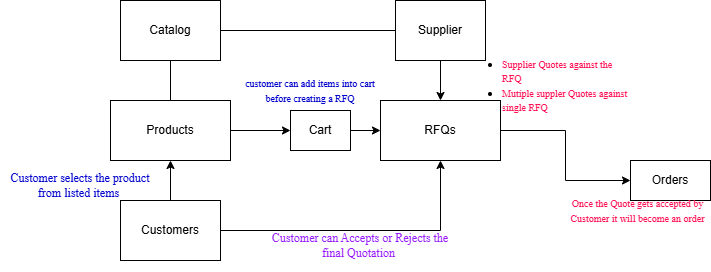 Catalog
Supplier
Supplier Quotes against the
RFQ
Mutiple suppler Quotes against
single RFQ
customer can add items into cart
before creating a RFQ
Products
Cart
RFQs
Customer selects the product
from listed items
Orders
Once the Quote gets accepted by
Customer it will become an order
Customers
Customer can Accepts or Rejects the
final Quotation